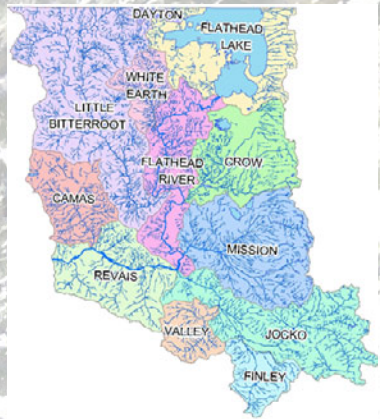 DAYTON
FLATHEAD
LAKE
WHITE
EARTH
LITTLE
BITTERROOT
FLATHEAD
RIVER
CROW
CAMAS
MISSION
REVAIS
VALLEY
JOCKO
FINLEY